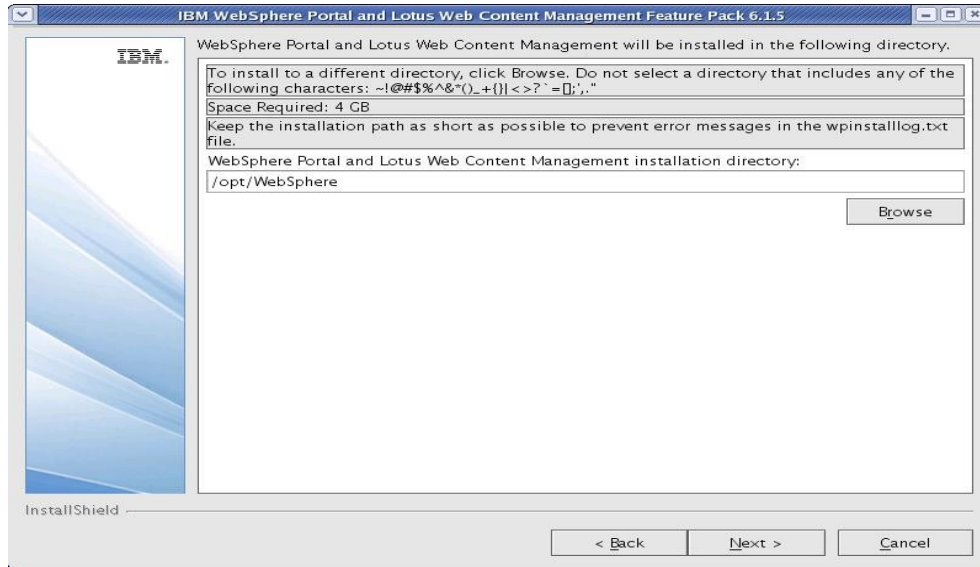 IBM WebSphere Portal and Lotus Web Content Management Feature Pack 6.1.5
IBM.
WebSphere Portal and Lotus Web Content Management will be installed in the following directory.
To install to a different directory, click Browse. Do not select a directory that includes any of the
following characters: ~!@#$%^&*()_+{}|<>?`=[];',."
Space Required: 4 GB
Keep the installation path as short as possible to prevent error messages in the wpinstalllog.txt
file.
WebSphere Portal and Lotus Web Content Management installation directory:
/opt/WebSphere
Browse
InstallShield
< Back
Next >
Cancel